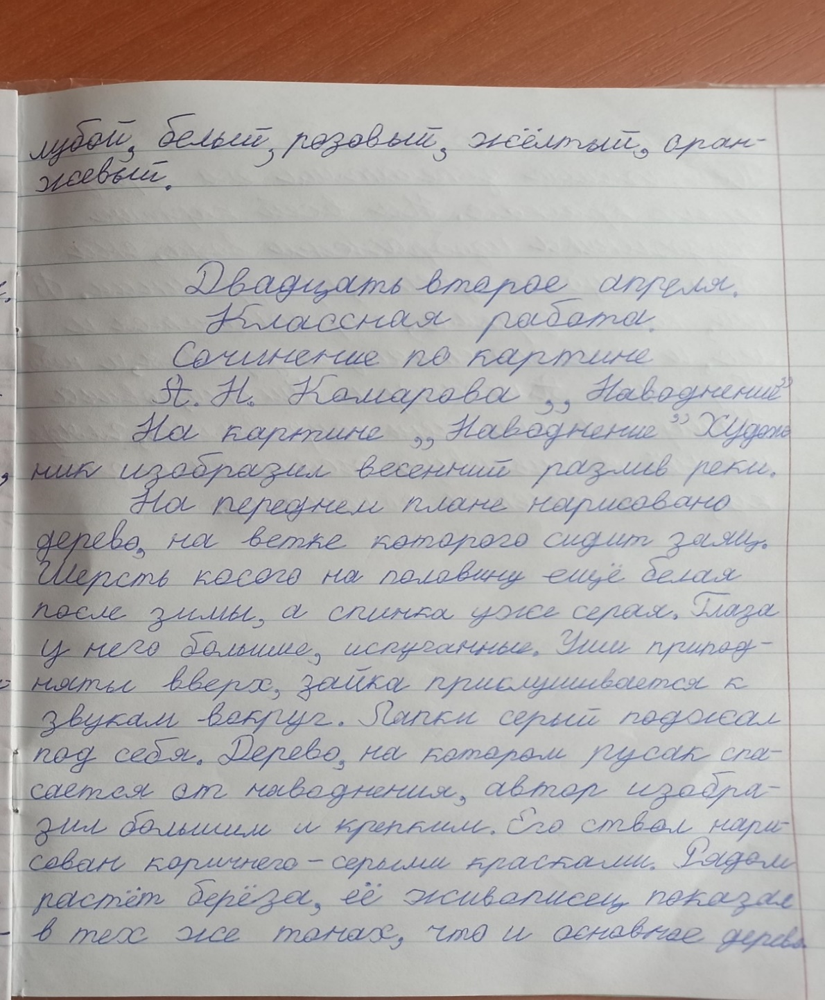 лубой, белый, розовый, жёлтый, оран-
жевый.
Двадцать второе апреля.
Классная работа.
Сочинение по картине
А. Н. Комарова „Наводнение”
На картине „Наводнение” Худож
ник изобразил весенний разлив реки.
На переднем плане нарисовано
дерево, на ветке которого сидит заяц.
Шерсть косого на половину ещё белая
после зимы, а спинка уже серая. Глаза
у него большие, испуганные. Уши припод-
няты вверх, зайка прислушивается к
звукам вокруг. Лапки серый поджал
под себя. Дерево, на котором русак спа-
сается от наводнения, автор изобра-
зил большим и крепким. Его ствол нари-
сован коричнего-серыми красками. Рядом
растёт берёза, её живописец показал
в тех же тонах, что и основное дерево.